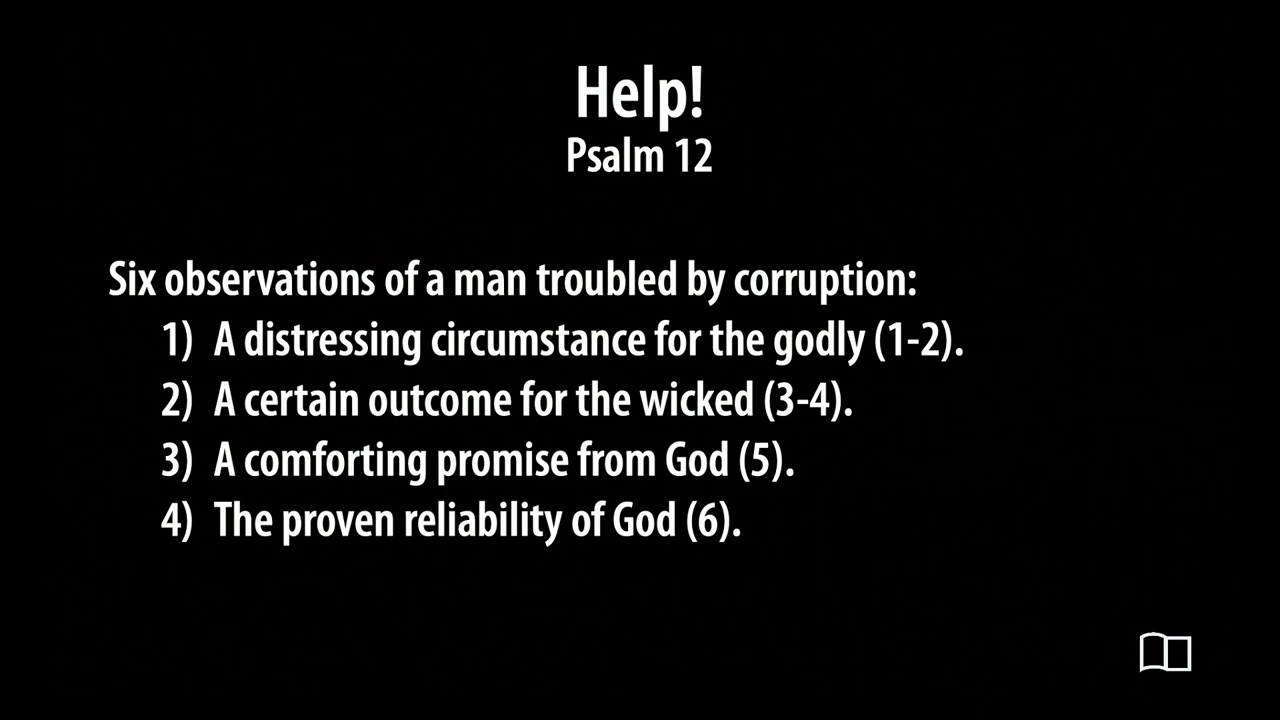 Help!
Psalm 12
Six observations of a man troubled by corruption:
1) A distressing circumstance for the godly (1-2).
2) A certain outcome for the wicked (3-4).
3) A comforting promise from God (5).
4) The proven reliability of God (6).